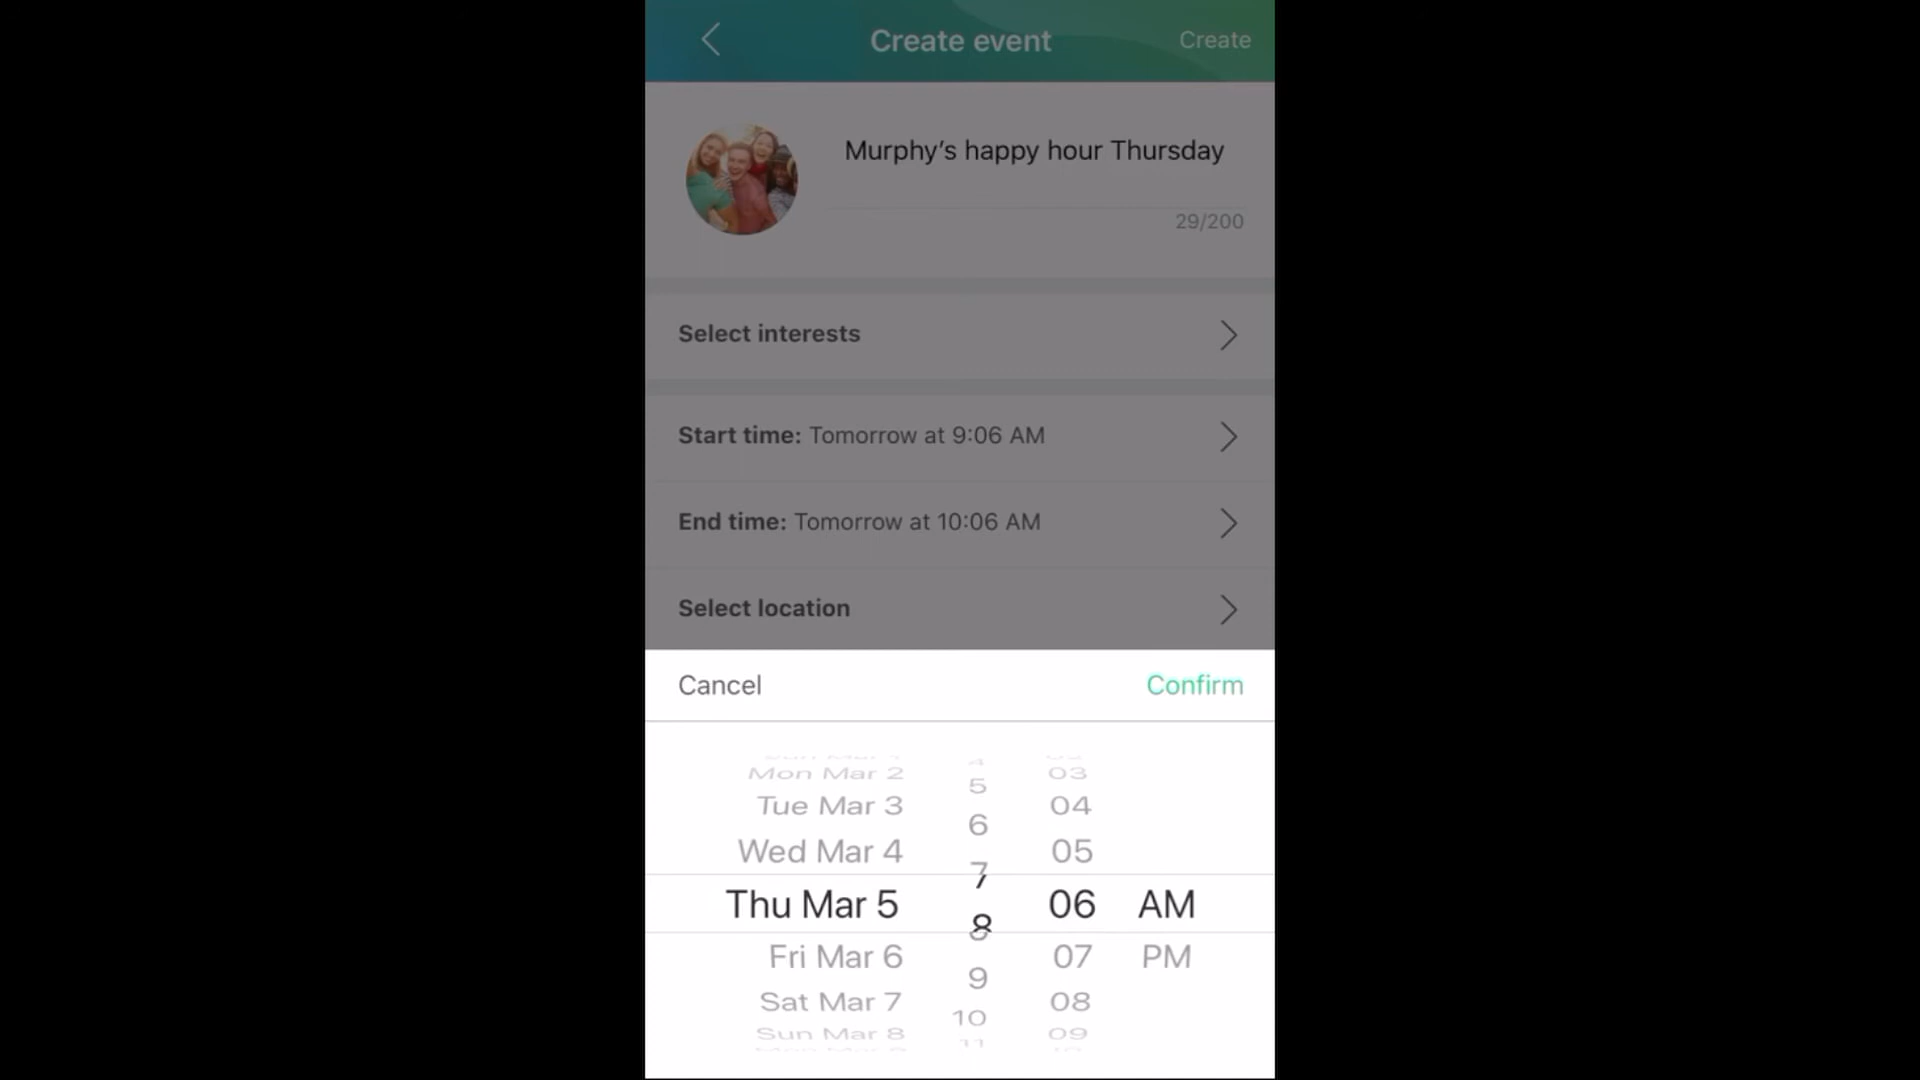 Create event Create
Murphy’s happy hour Thursday
29/200
Select interests
Start time: Tomorrow at 9:06 AM
End time: Tomorrow at 10:06 AM
Select location
Cancel Confirm
4
Mon Mar 2 5 03
Tue Mar 3 6 04
Wed Mar 4 7 05
Thu Mar 5 8 06 AM
Fri Mar 6 9 07 PM
Sat Mar 7 10 08
Sun Mar 8 11 09